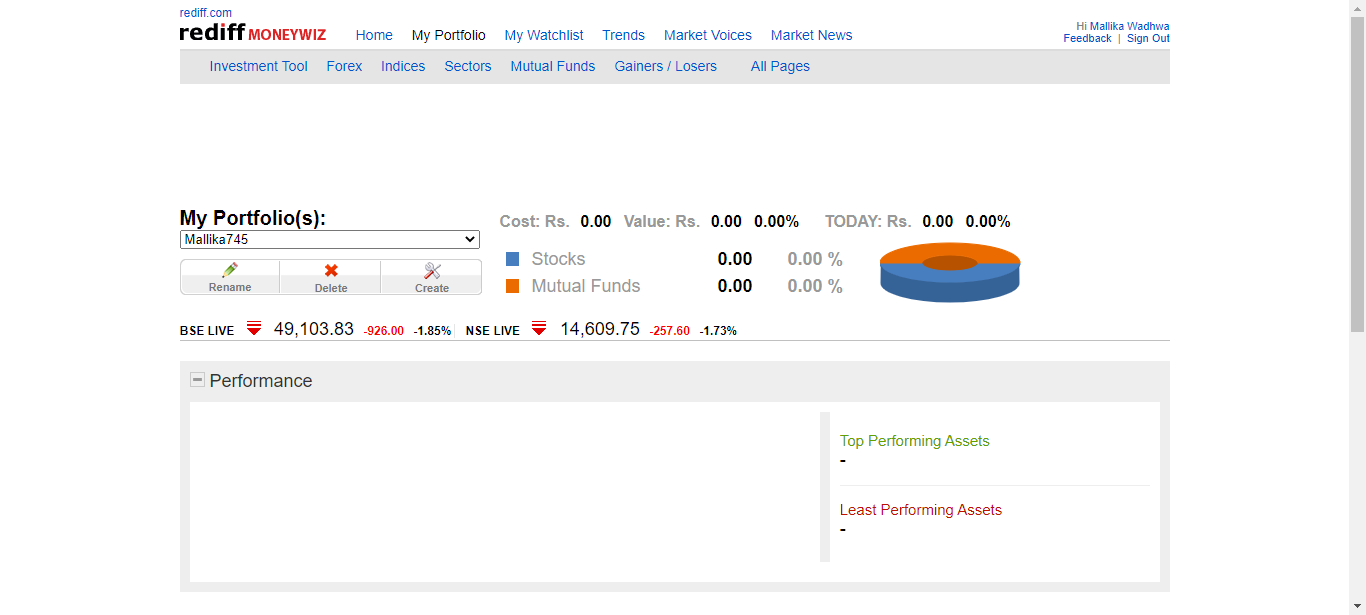 rediff.com
rediff MONEYWIZ Home My Portfolio My Watchlist Trends Market Voices Market News
Hi Mallika Wadhwa
Feedback | Sign Out
Investment Tool Forex Indices Sectors Mutual Funds Gainers / Losers All Pages
My Portfolio(s):
Mallika745
Rename Delete Create
Cost: Rs. 0.00 Value: Rs. 0.00 0.00% TODAY: Rs. 0.00 0.00%
Stocks 0.00 0.00 %
Mutual Funds 0.00 0.00 %
BSE LIVE 49,103.83 -926.00 -1.85% NSE LIVE 14,609.75 -257.60 -1.73%
Performance
Top Performing Assets
-
Least Performing Assets
-